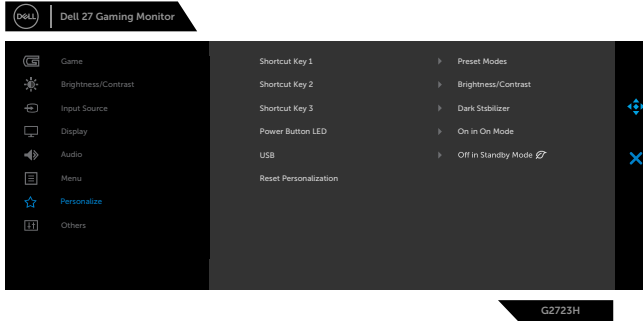 DELL Dell 27 Gaming Monitor
Game
Shortcut Key 1 Preset Modes
Brightness/Contrast Shortcut Key 2 Brightness/Contrast
Input Source Shortcut Key 3 Dark Stsbilizer
Display Power Button LED On in On Mode
Audio USB Off in Standby Mode
Menu Reset Personalization
Personalize
Others
G2723H